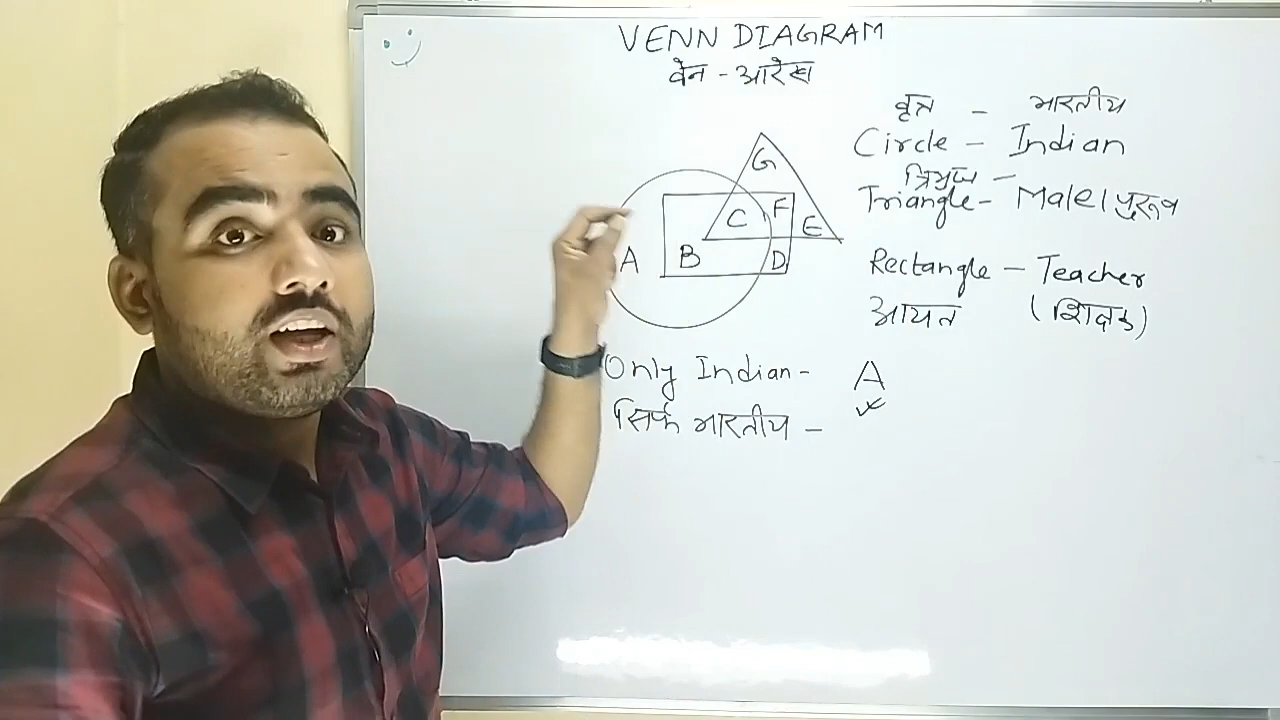 VENN DIAGRAM
वेन - आरेख
वृत्त - भारतीय
Circle - Indian
त्रिभुज -
Triangle - Male/पुरूष
Rectangle - Teacher
आयत (शिक्षक)
G
C F E
A B D
Only Indian - A
सिर्फ भारतीय -